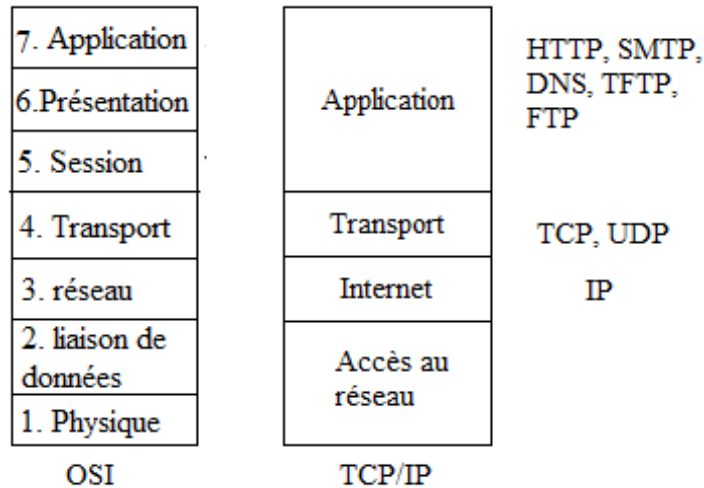 7. Application
6.Présentation
5. Session
4. Transport
3. réseau
2. liaison de
données
1. Physique
OSI
Application
Transport
Internet
Accès au
réseau
TCP/IP
HTTP, SMTP,
DNS, TFTP,
FTP
TCP, UDP
IP